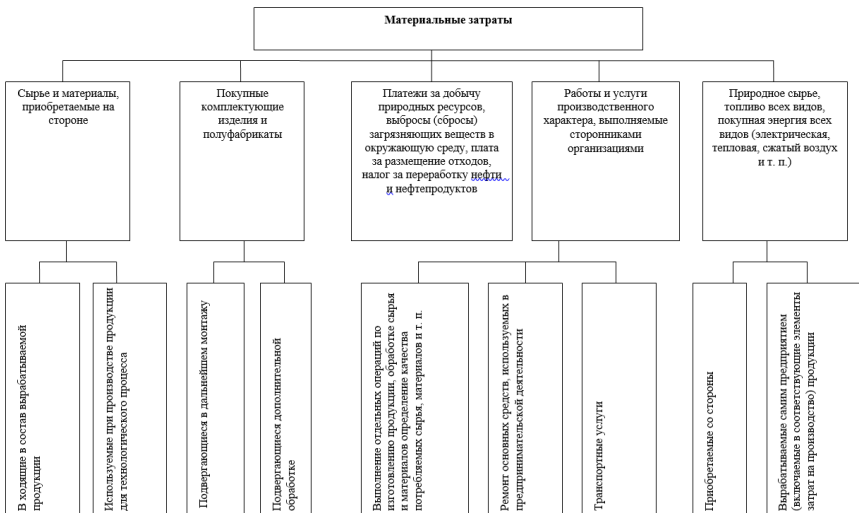 Материальные затраты
Сырье и материалы,
приобретаемые на
стороне
Покупные
комплектующие
изделия и
полуфабрикаты
Платежи за добычу
природных ресурсов,
выбросы (сбросы)
загрязняющих веществ в
окружающую среду, плата
за размещение отходов,
налог за переработку нефти
и нефтепродуктов
Работы и услуги
производственного
характера, выполняемые
сторонниками
организациями
Природное сырье,
топливо всех видов,
покупная энергия всех
видов (электрическая,
тепловая, сжатый воздух
и т. п.)
В ходящие в состав вырабатываемой
продукции
Используемые при производстве продукции
для технологического процесса
Подвергающиеся в дальнейшем монтажу
Подвергающиеся дополнительной
обработке
Выполнение отдельных операций по
изготовлению продукции, обработке сырья
и материалов определение качества
потребляемых сырья, материалов и т. п.
Ремонт основных средств, используемых в
предпринимательской деятельности
Транспортные услуги
Приобретаемые со стороны
Вырабатываемые самим предприятием
(включаемые в соответствующие элементы
затрат на производство) продукции